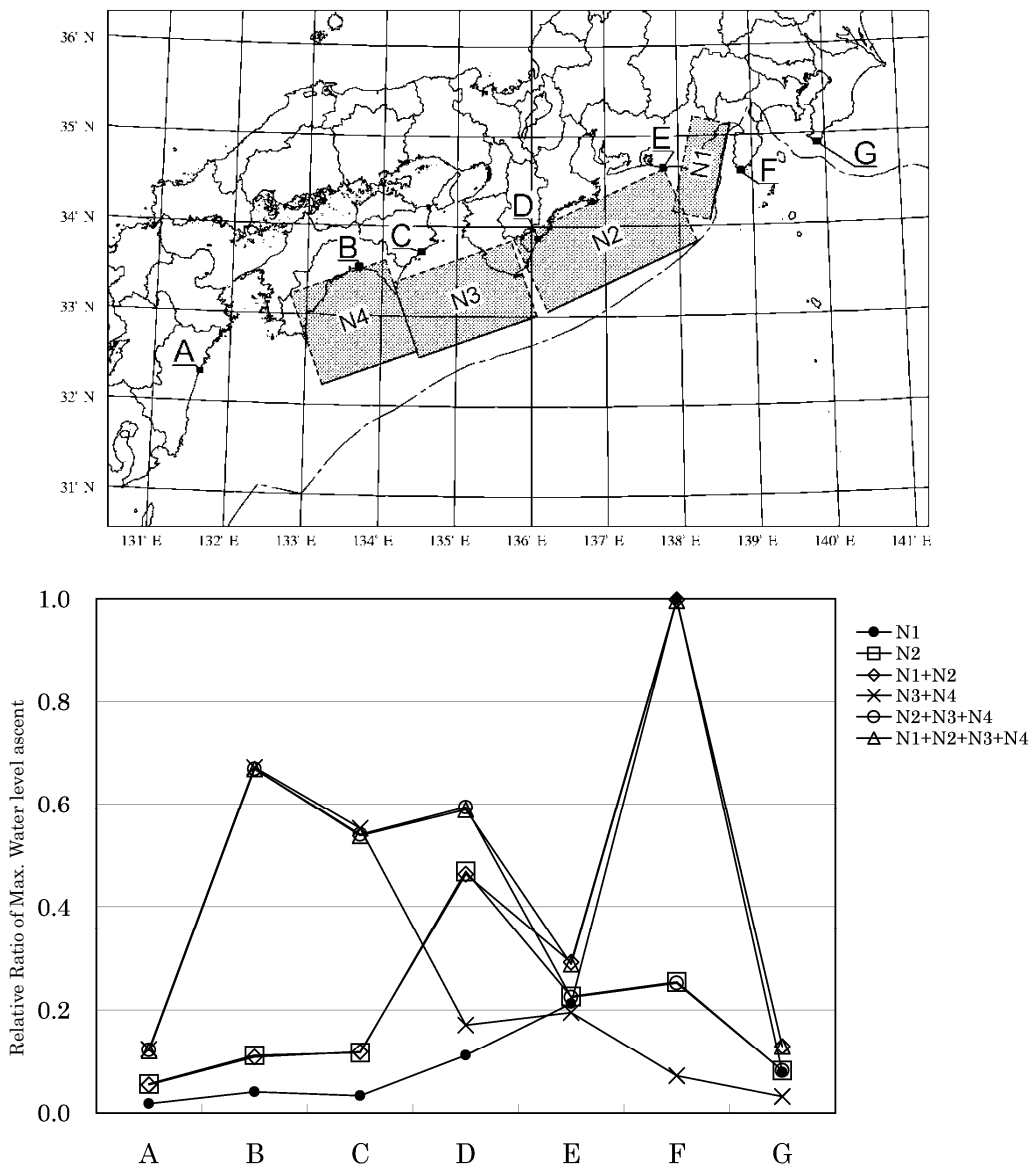 36° N
35° N
34° N
33° N
32° N
31° N
E
N1
F
G
D
N2
C
B
N3
N4
A
131° E 132° E 133° E 134° E 135° E 136° E 137° E 138° E 139° E 140° E 141° E
Relative Ratio of Max. Water level ascent
1.0
0.8
0.6
0.4
0.2
0.0
A B C D E F G
N1
N2
N1+N2
N3+N4
N2+N3+N4
N1+N2+N3+N4